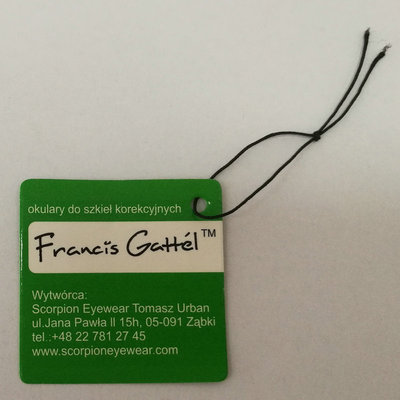 okulary do szkieł korekcyjnych
Francis Gattél™
Wytwórca:
Scorpion Eyewear Tomasz Urban
ul.Jana Pawła II 15h, 05-091 Ząbki
tel.:+48 22 781 27 45
www.scorpioneyewear.com